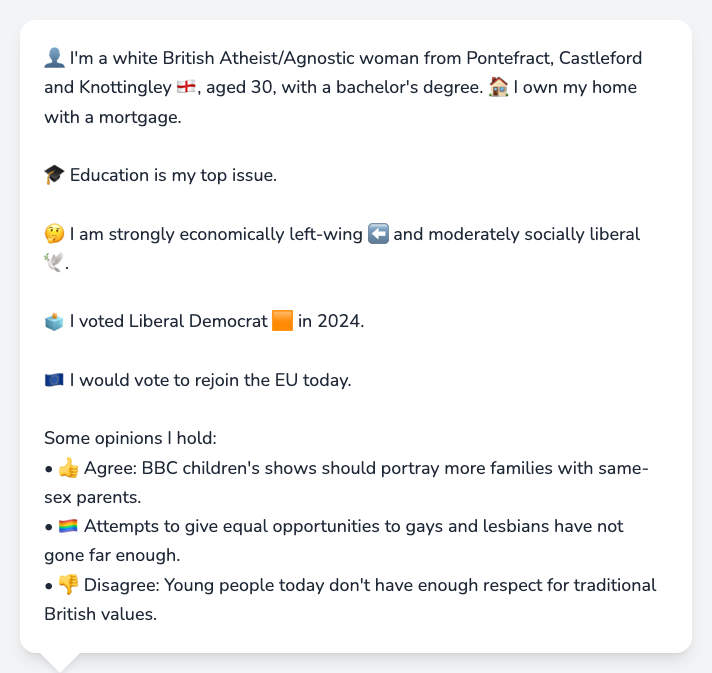 👤 I'm a white British Atheist/Agnostic woman from Pontefract, Castleford
and Knottingley 🏴󠁧󠁢󠁥󠁮󠁧󠁿, aged 30, with a bachelor's degree. 🏠 I own my home
with a mortgage.
🎓 Education is my top issue.
🤔 I am strongly economically left-wing ⬅️ and moderately socially liberal
🕊️.
🗳️ I voted Liberal Democrat 🟧 in 2024.
🇪🇺 I would vote to rejoin the EU today.
Some opinions I hold:
• 👍 Agree: BBC children's shows should portray more families with same-
sex parents.
• 🏳️‍🌈 Attempts to give equal opportunities to gays and lesbians have not
gone far enough.
• 👎 Disagree: Young people today don't have enough respect for traditional
British values.